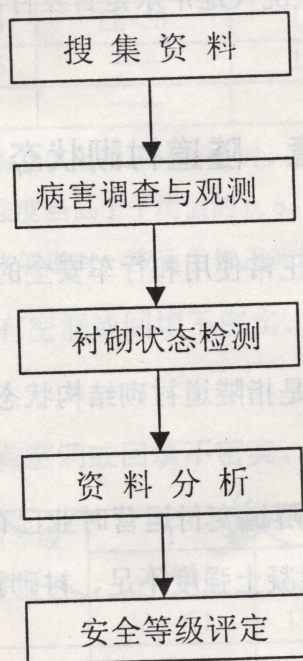 搜集资料
病害调查与观测
衬砌状态检测
资料分析
安全等级评定